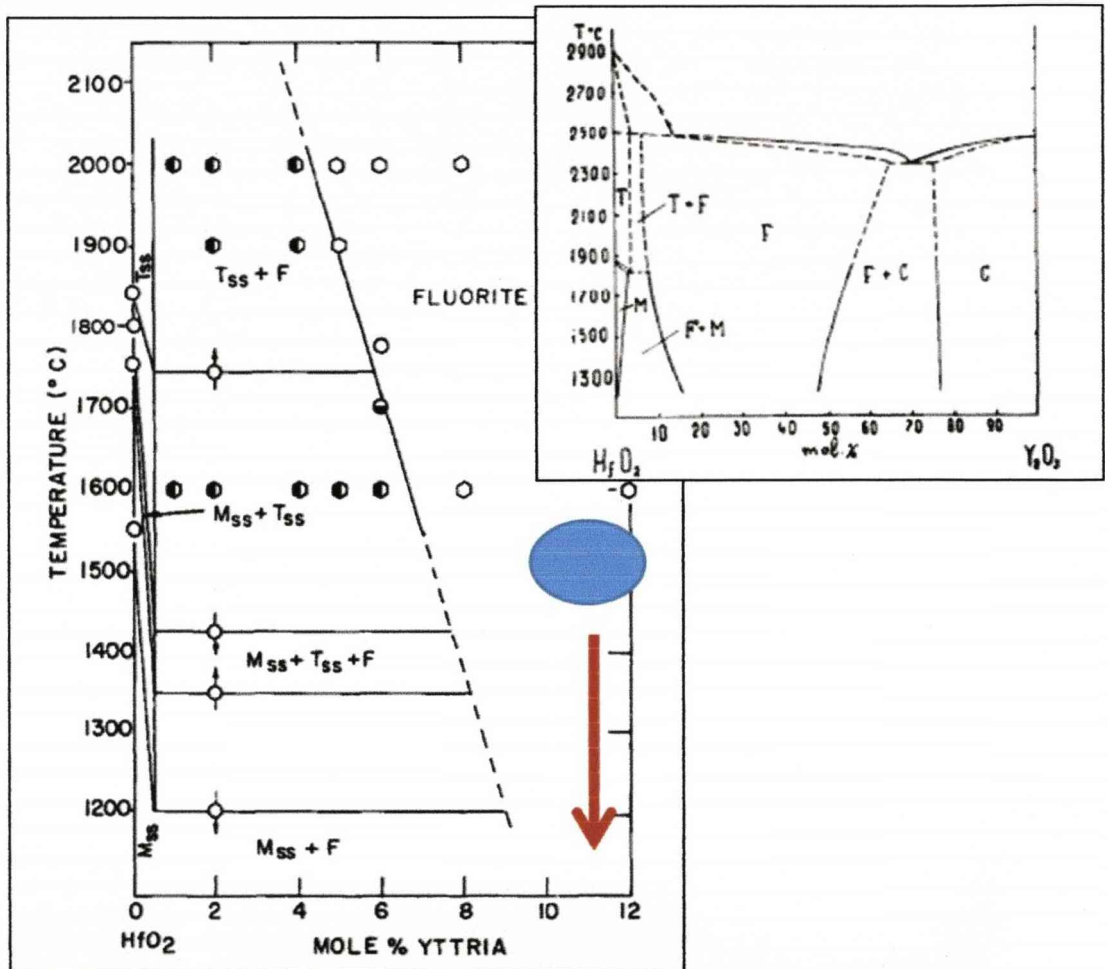 2100
2000
1900
1800
1700
1600
1500
1400
1300
1200
TEMPERATURE (°C)
Tss
Tss + F
FLUORITE
Mss + Tss
Mss + Tss + F
Mss
Mss + F
0 2 4 6 8 10 12
HfO2
MOLE % YTTRIA
T°C
2900
2700
2500
2300
2100
1900
1700
1500
1300
T
T + F
F
F + C
C
M
F+M
10 20 30 40 50 60 70 80 90
mol.%
HfO2
Y2O3